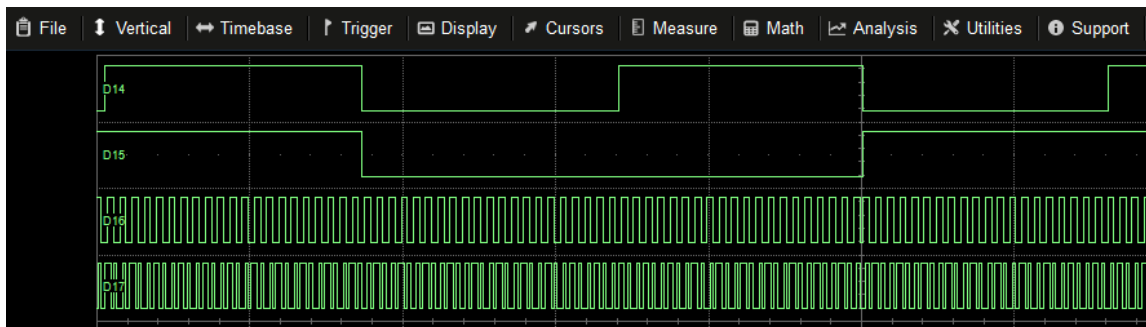 File Vertical Timebase Trigger Display Cursors Measure Math Analysis Utilities Support
D14
D15
D16
D17